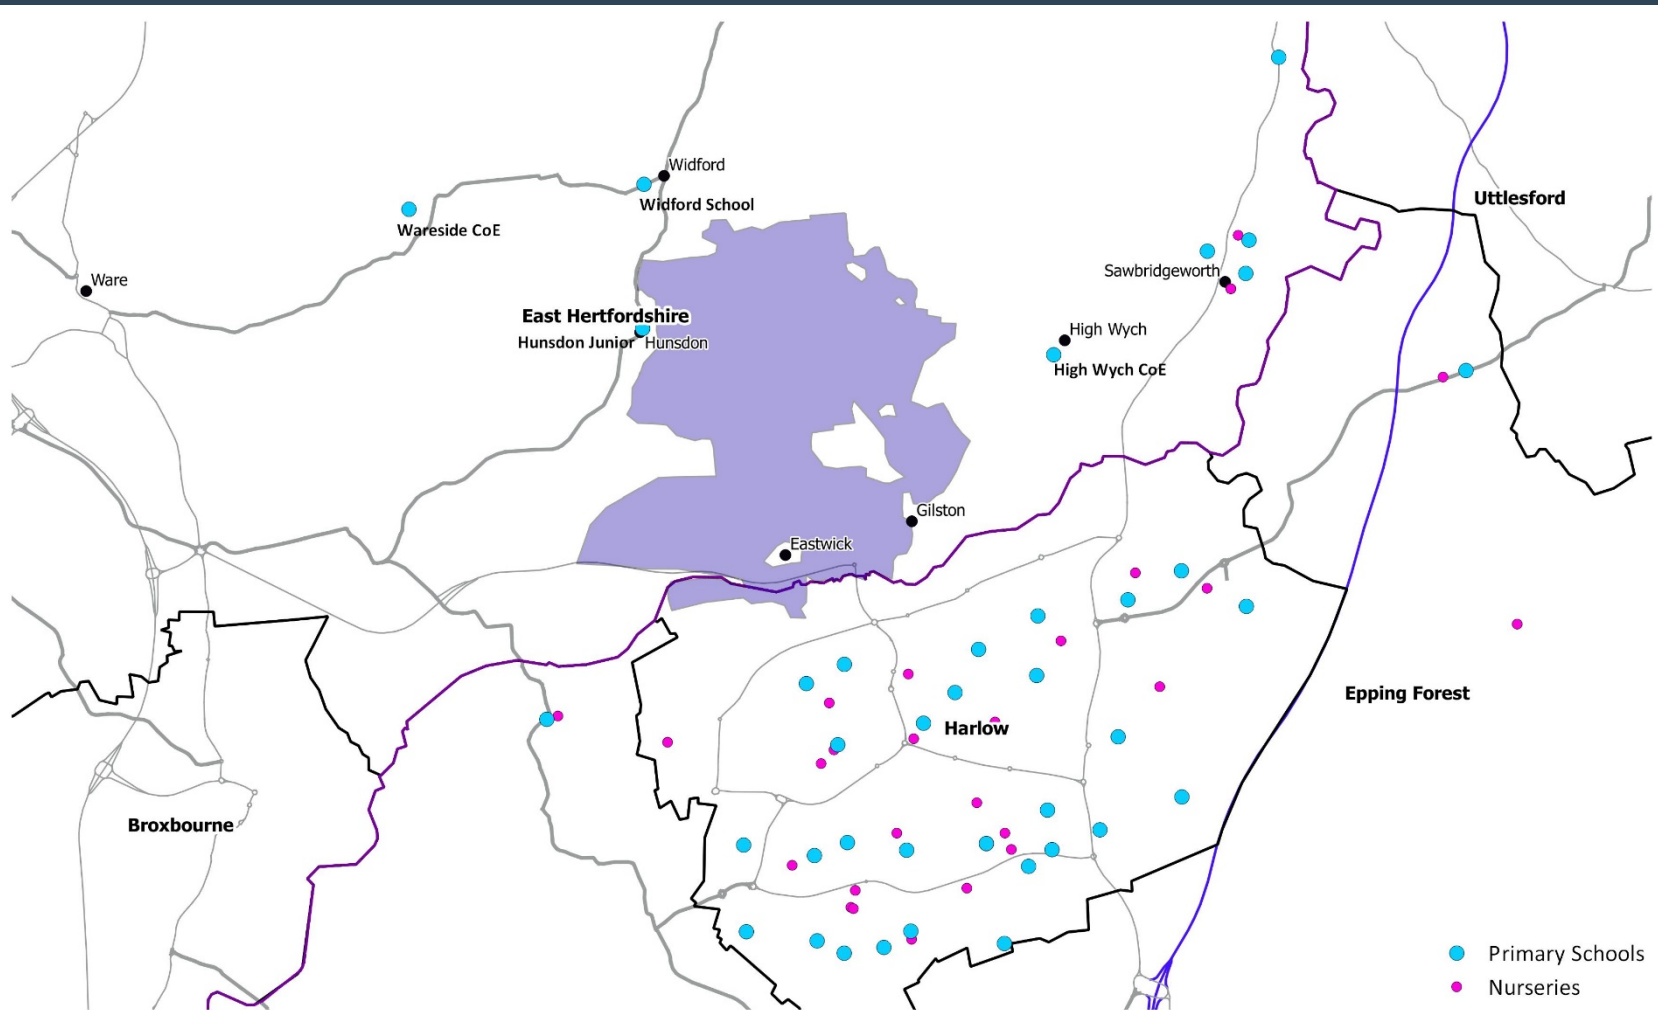 Widford
Widford School
Uttlesford
Wareside CoE
Sawbridgeworth
Ware
East Hertfordshire
Hunsdon Junior
Hunsdon
High Wych
High Wych CoE
Gilston
Eastwick
Epping Forest
Harlow
Broxbourne
Primary Schools
Nurseries